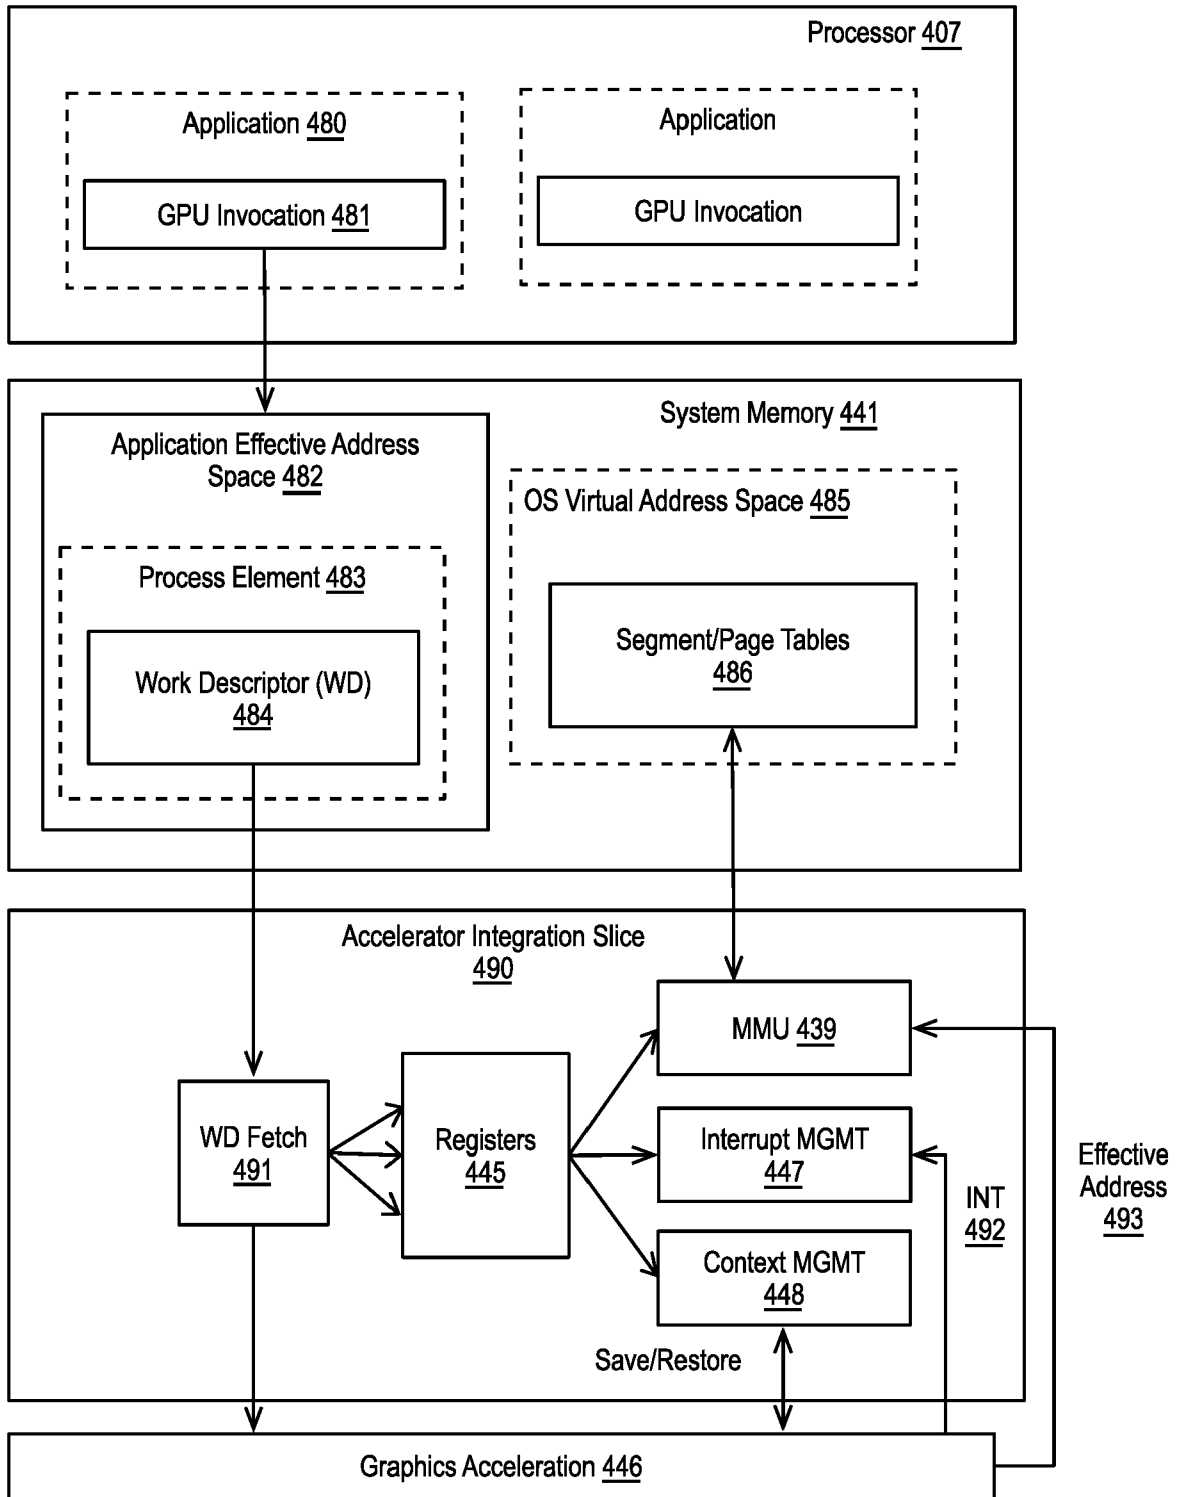 Processor 407
Application 480
GPU Invocation 481
Application
GPU Invocation
System Memory 441
Application Effective Address
Space 482
Process Element 483
Work Descriptor (WD)
484
OS Virtual Address Space 485
Segment/Page Tables
486
Accelerator Integration Slice
490
WD Fetch
491
Registers
445
MMU 439
Interrupt MGMT
447
Context MGMT
448
Save/Restore
INT
492
Effective
Address
493
Graphics Acceleration 446